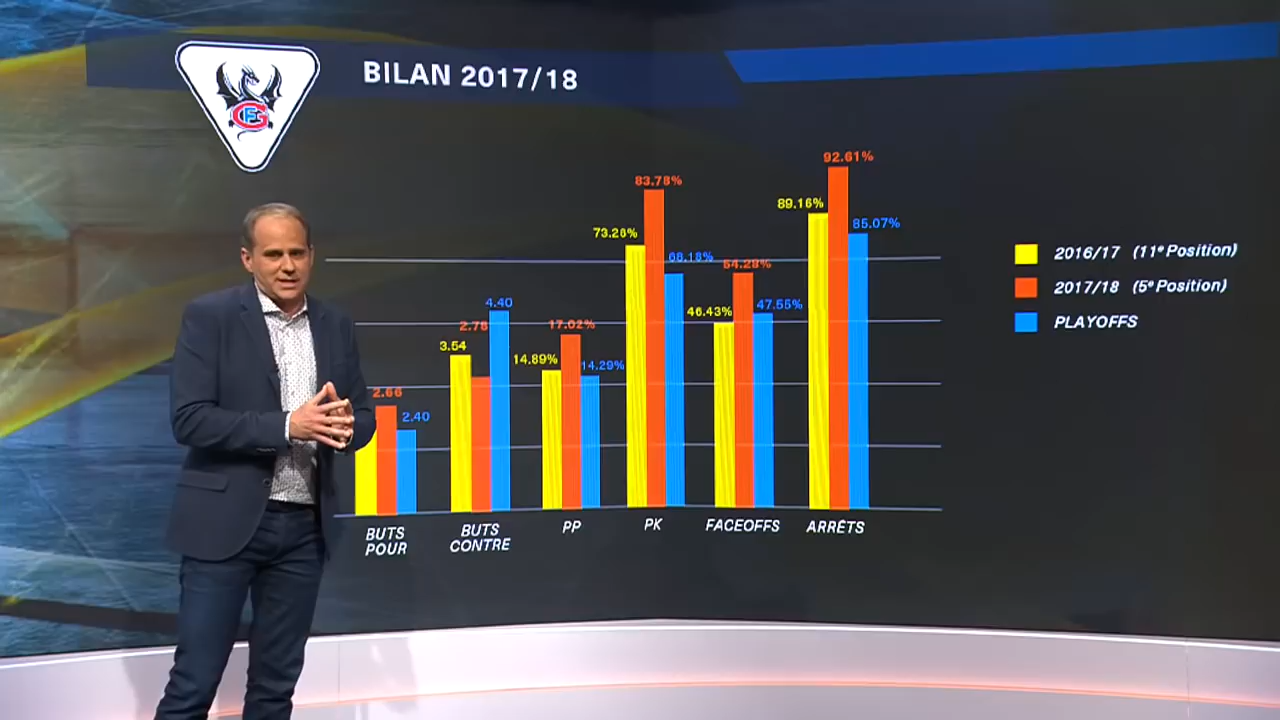 BILAN 2017/18
92.61%
83.78%
89.16%
85.07%
73.28%
68.18%
54.28%
4.40
47.55%
46.43%
2.78
17.02%
3.54
14.89%
14.29%
2.66
2.40
2016/17 (11e Position)
2017/18 (5e Position)
PLAYOFFS
BUTS
POUR
BUTS
CONTRE
PP
PK
FACEOFFS
ARRÊTS